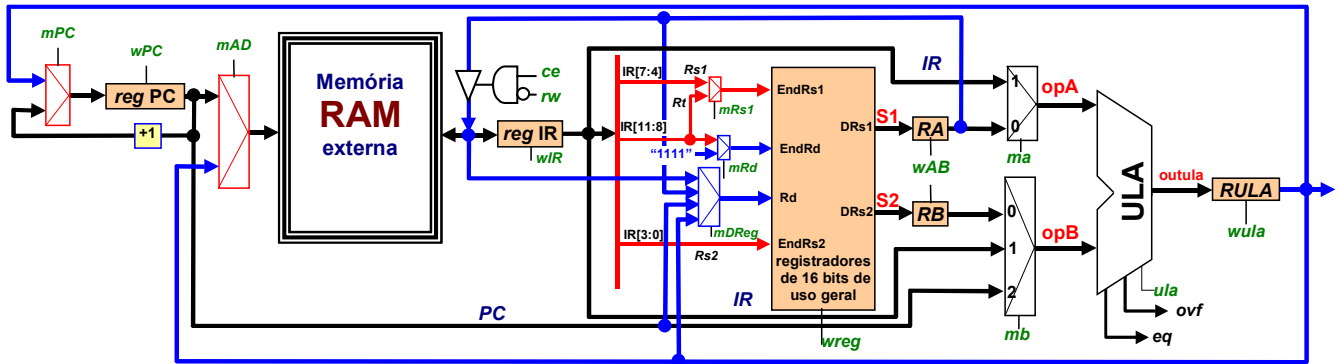 mPC
wPC
mAD
reg PC
+1
Memória
RAM
externa
ce
rw
reg IR
wIR
IR[7:4]
Rs1
Rt
mRs1
IR[11:8]
“1111”
mRd
mDReg
IR[3:0]
Rs2
EndRs1
DRs1
EndRd
Rd
DRs2
EndRs2
registradores
de 16 bits de
uso geral
wreg
IR
S1
RA
wAB
S2
RB
IR
PC
1
0
ma
opA
0
1
2
mb
opB
ULA
ula
ovf
eq
outula
RULA
wula